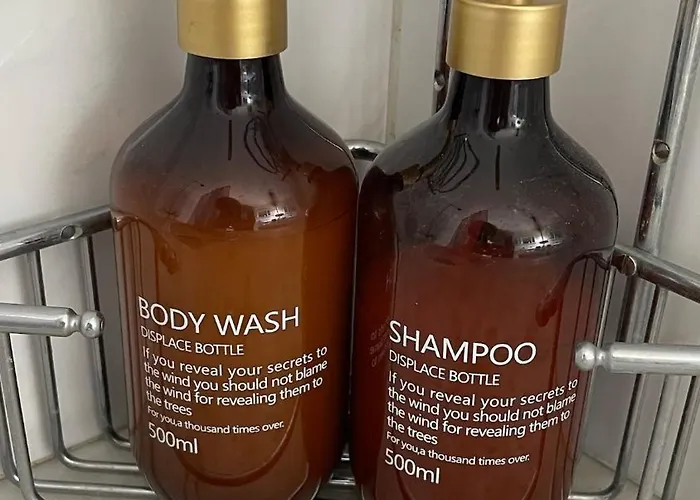 BODY WASH
DISPLACE BOTTLE
If you reveal your secrets to
the wind you should not blame
the wind for revealing them to
the trees
For you,a thousand times over.
500ml
SHAMPOO
DISPLACE BOTTLE
If you reveal your secrets to
the wind you should not blame
the wind for revealing them to
the trees
For you,a thousand times over.
500ml